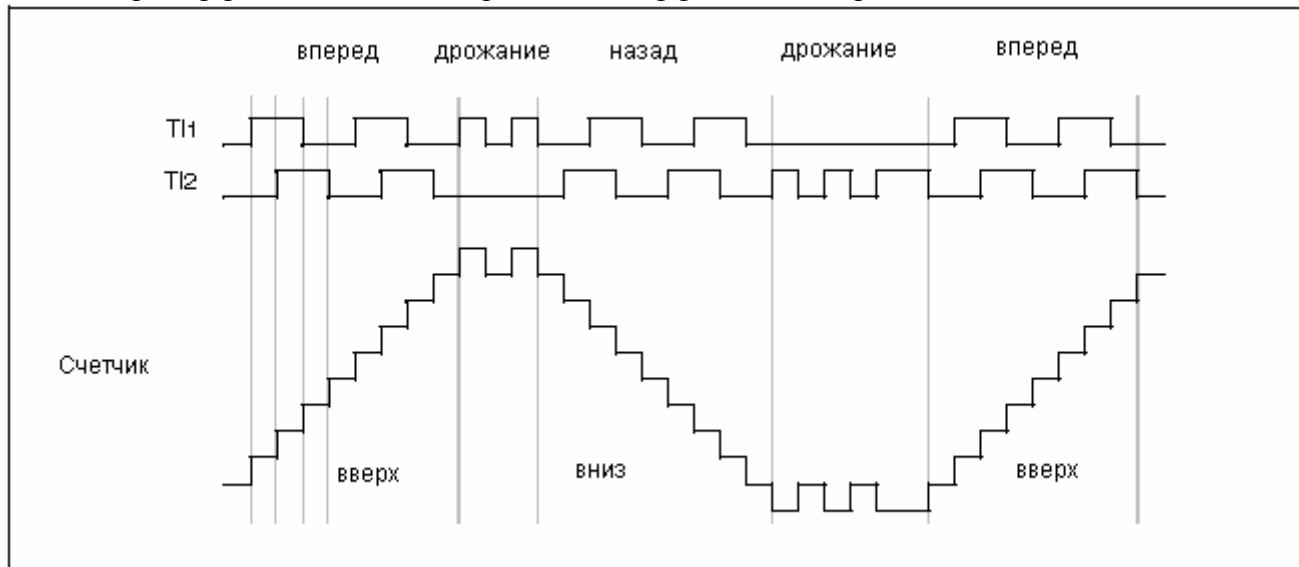 вперед дрожание назад дрожание вперед
TI1
TI2
Счетчик
вверх вниз вверх